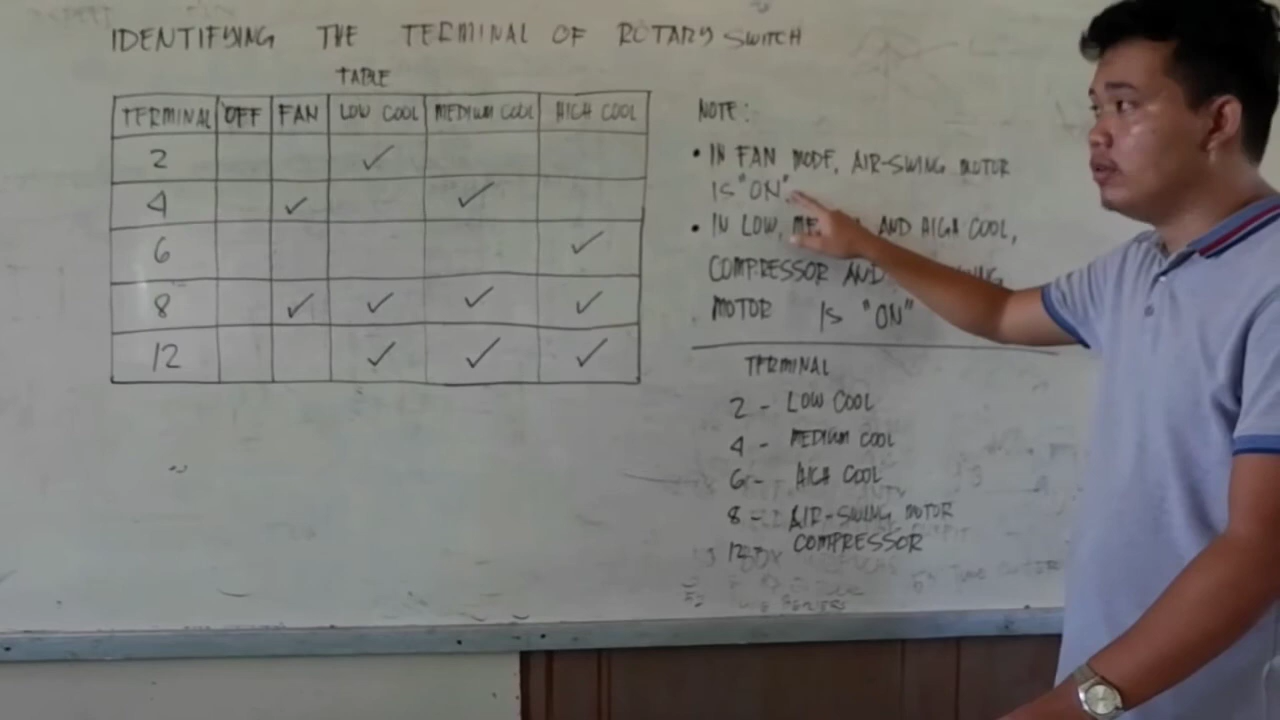 IDENTIFYING THE TERMINAL OF ROTARY SWITCH
TABLE
TERMINAL OFF FAN LOW COOL MEDIUM COOL HIGH COOL
2 ✓
4 ✓ ✓
6 ✓
8 ✓ ✓ ✓ ✓
12 ✓ ✓ ✓
NOTE:
• IN FAN MODE, AIR-SWING MOTOR
IS "ON".
• IN LOW, AND HIGH COOL,
COMPRESSOR AND
MOTOR IS "ON"
TERMINAL
2 - LOW COOL
4 - MEDIUM COOL
6 - HIGH COOL
8 - AIR-SWING MOTOR
12 - COMPRESSOR